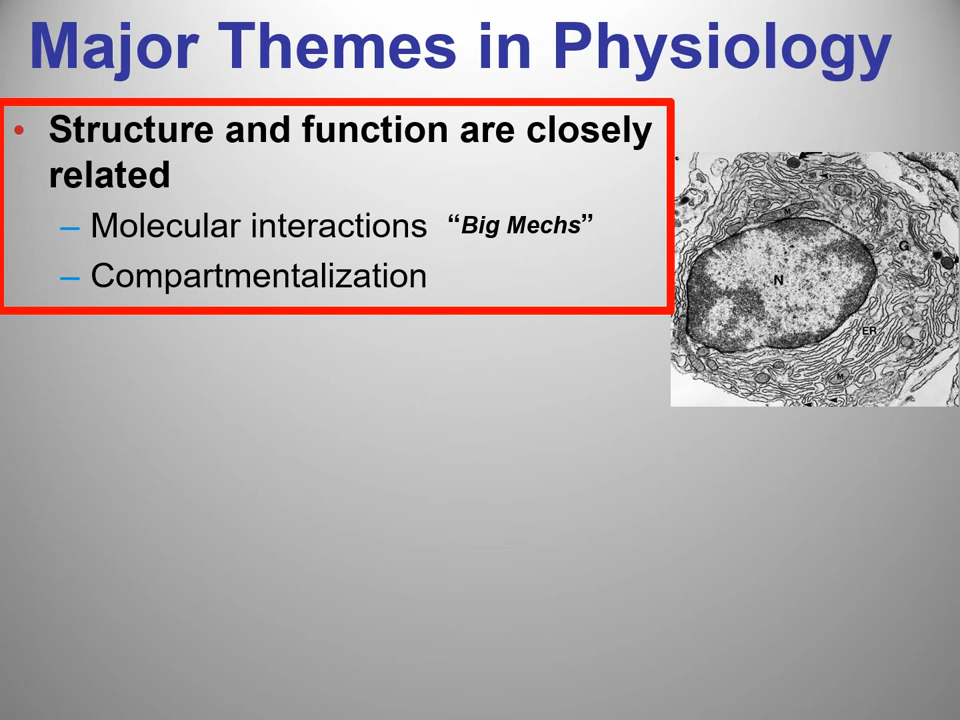 Major Themes in Physiology
• Structure and function are closely
related
– Molecular interactions “Big Mechs”
– Compartmentalization
M
G
N
ER
M